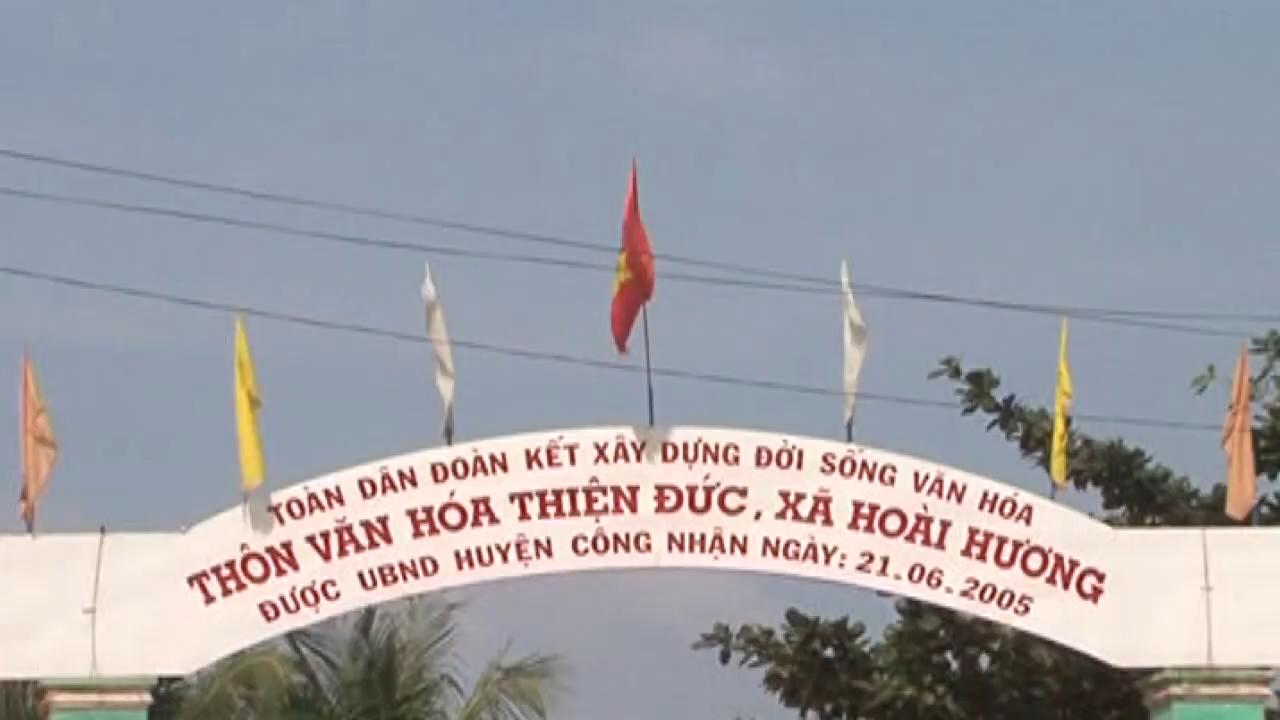 TOÀN DÂN ĐOÀN KẾT XÂY DỰNG ĐỜI SỐNG VĂN HÓA
THÔN VĂN HÓA THIỆN ĐỨC, XÃ HOÀI HƯƠNG
ĐƯỢC UBND HUYỆN CÔNG NHẬN NGÀY: 21.06.2005